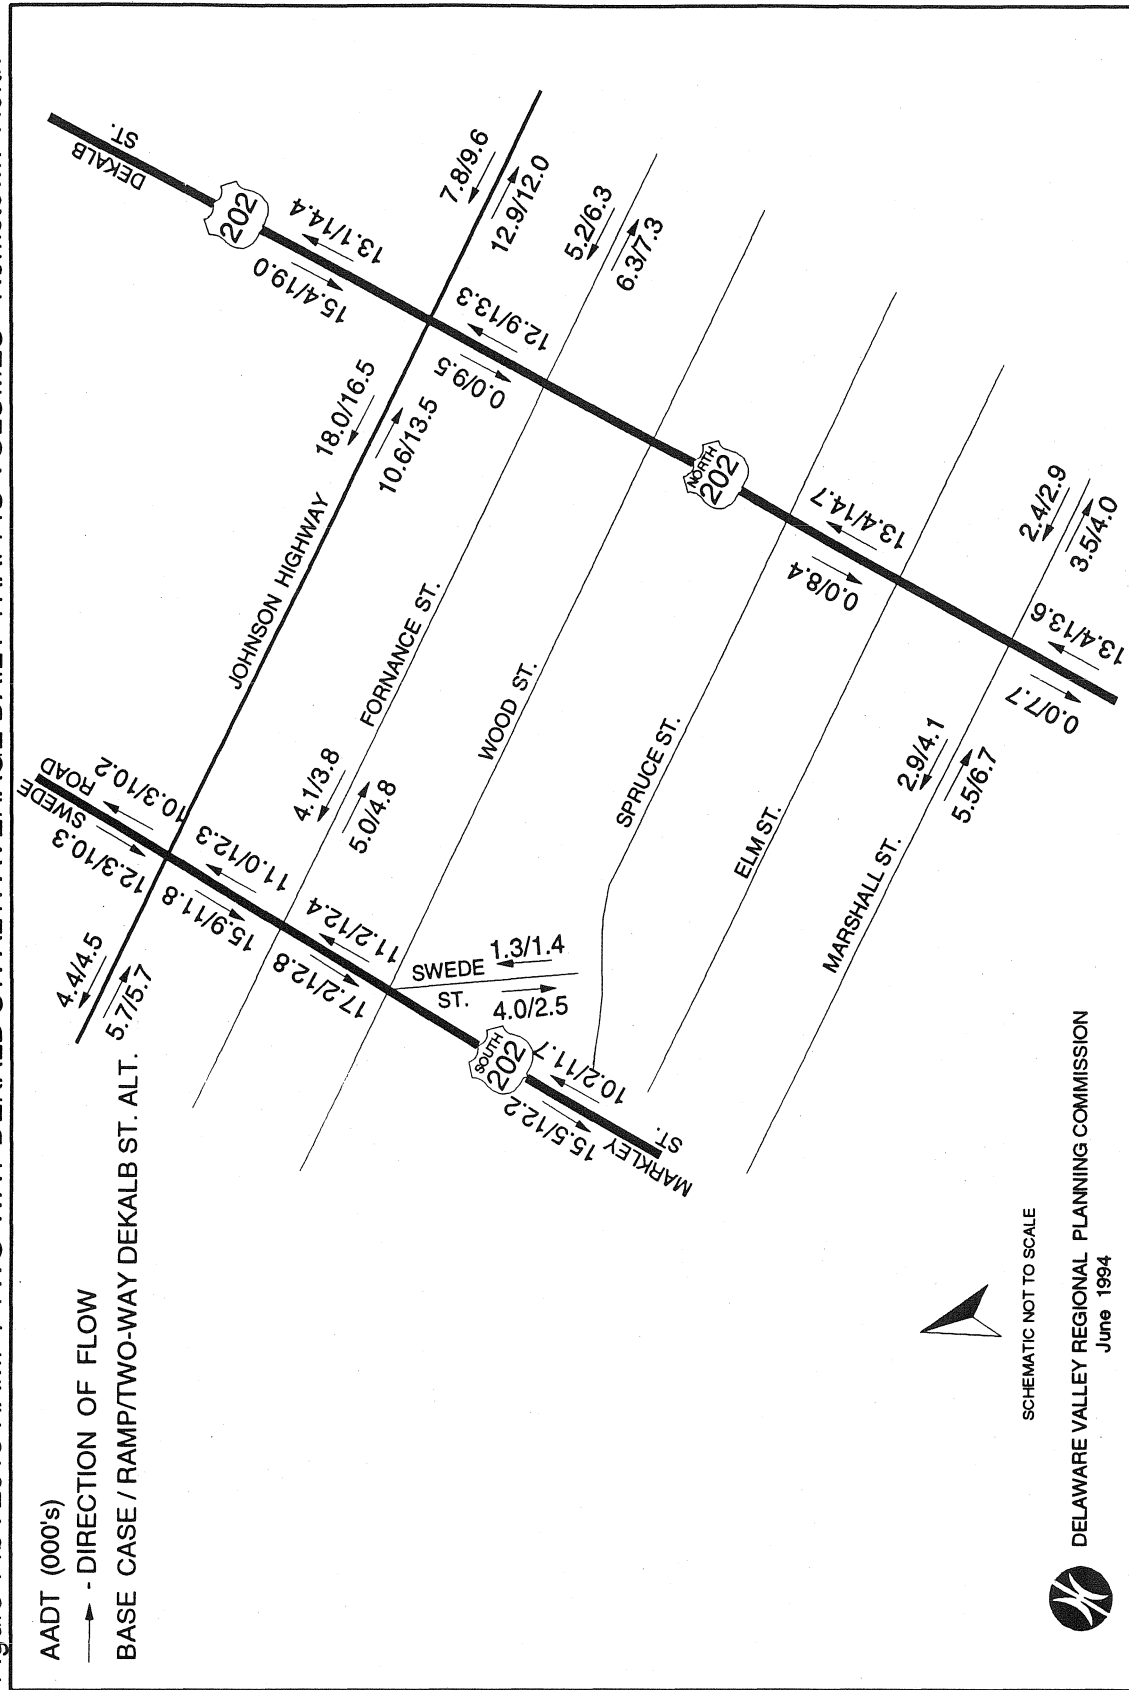 AADT (000's)
- DIRECTION OF FLOW
BASE CASE / RAMP/TWO-WAY DEKALB ST. ALT.
4.4/4.5
5.7/5.7
SWEDE
ROAD
12.3/10.3
10.3/10.2
JOHNSON HIGHWAY
18.0/16.5
10.6/13.5
DEKALB
ST.
202
15.4/19.0
13.1/14.4
7.8/9.6
12.9/12.0
15.9/11.8
11.0/12.3
4.1/3.8
5.0/4.8
FORNANCE ST.
0.0/9.5
12.9/13.3
5.2/6.3
6.3/7.3
17.2/12.8
11.2/12.4
WOOD ST.
SWEDE
ST.
1.3/1.4
4.0/2.5
SOUTH
202
NORTH
202
15.5/12.2
10.2/11.7
MARKLEY
ST.
SPRUCE ST.
0.0/8.4
13.4/14.7
ELM ST.
MARSHALL ST.
2.9/4.1
5.5/6.7
2.4/2.9
3.5/4.0
0.0/7.7
13.4/13.6
SCHEMATIC NOT TO SCALE
DELAWARE VALLEY REGIONAL PLANNING COMMISSION
June 1994